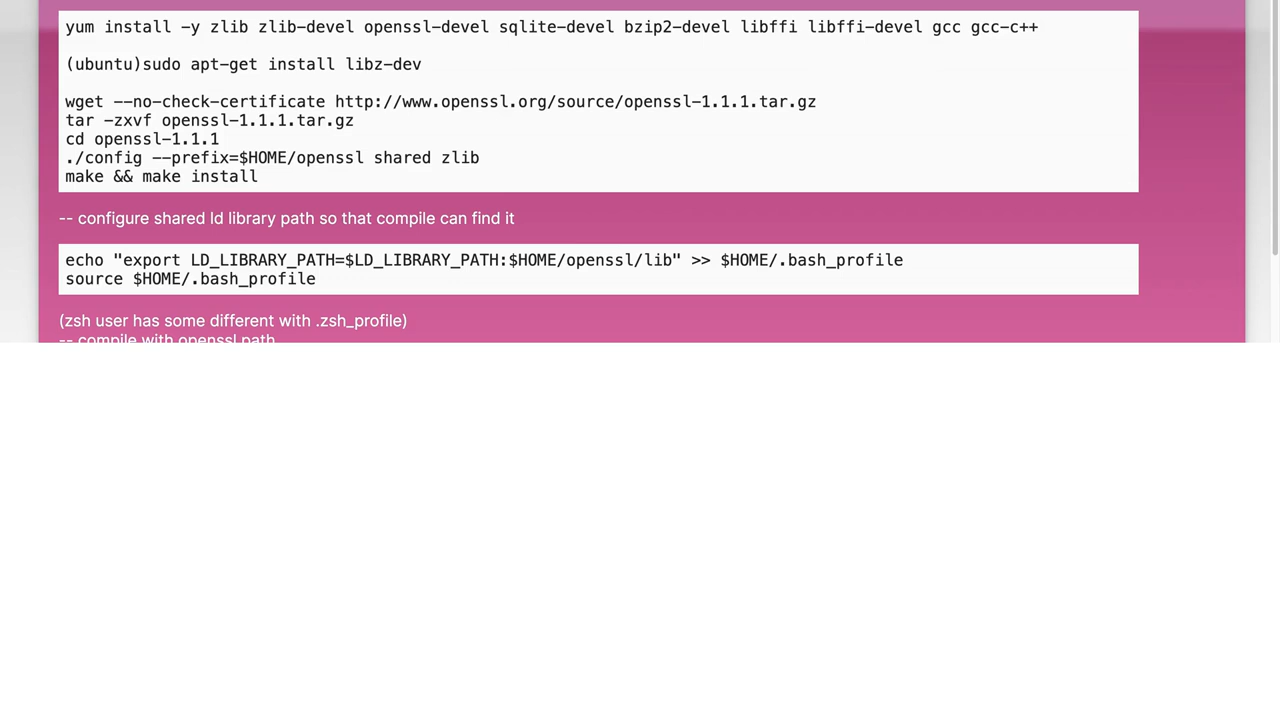 yum install -y zlib zlib-devel openssl-devel sqlite-devel bzip2-devel libffi libffi-devel gcc gcc-c++
(ubuntu)sudo apt-get install libz-dev
wget --no-check-certificate http://www.openssl.org/source/openssl-1.1.1.tar.gz
tar -zxvf openssl-1.1.1.tar.gz
cd openssl-1.1.1
./config --prefix=$HOME/openssl shared zlib
make && make install
-- configure shared ld library path so that compile can find it
echo "export LD_LIBRARY_PATH=$LD_LIBRARY_PATH:$HOME/openssl/lib" >> $HOME/.bash_profile
source $HOME/.bash_profile
(zsh user has some different with .zsh_profile)
-- compile with openssl path